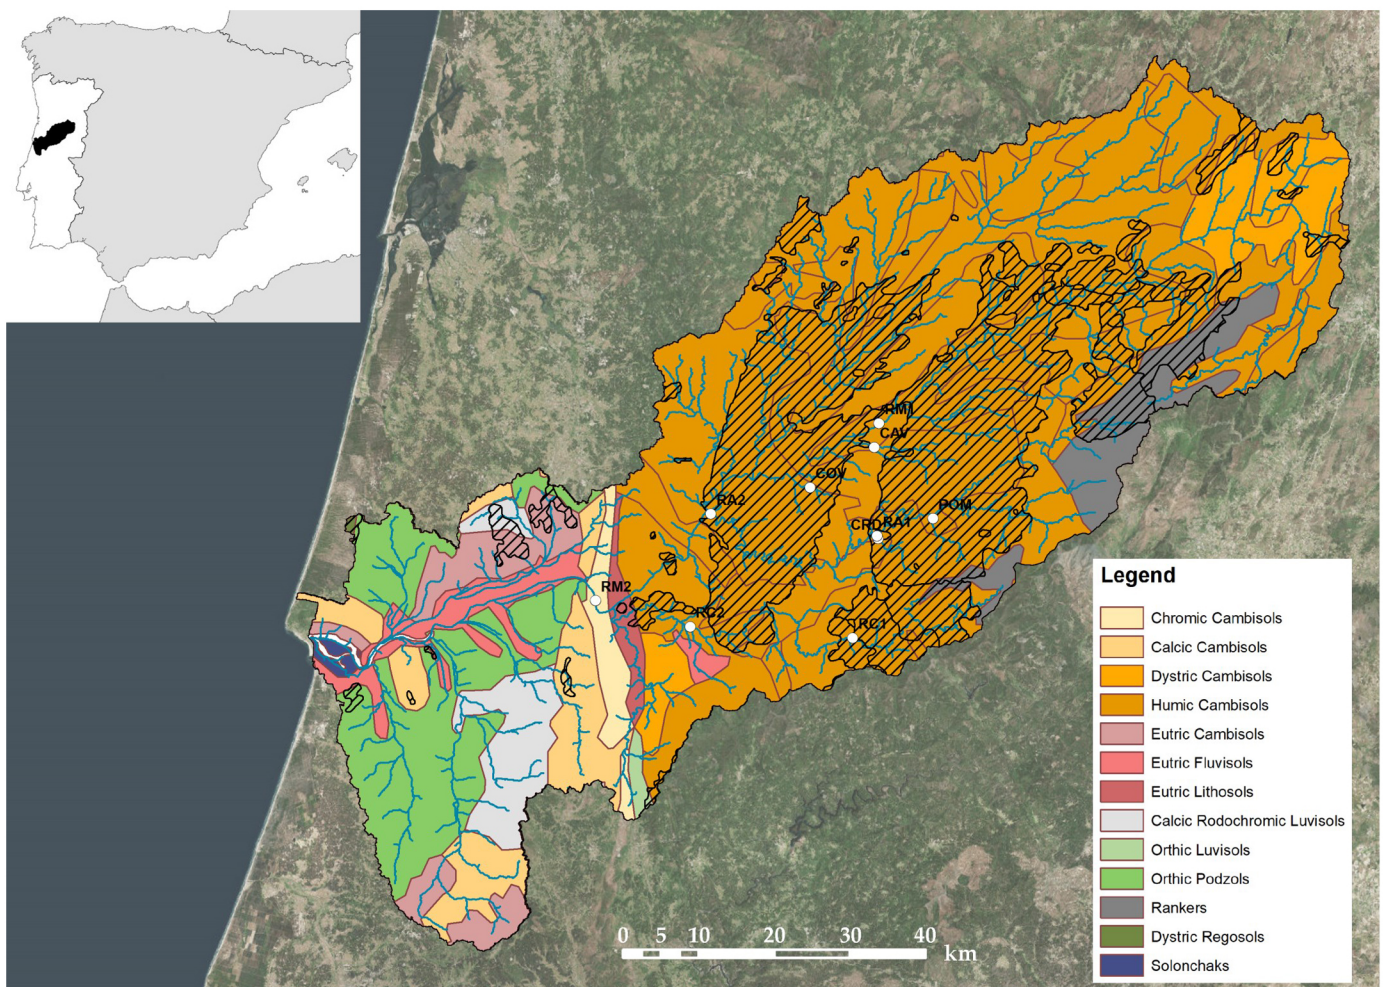 RM1
CAV
COV
RA2
POM
CRD
RA1
RM2
RC2
RC1
Legend
Chromic Cambisols
Calcic Cambisols
Dystric Cambisols
Humic Cambisols
Eutric Cambisols
Eutric Fluvisols
Eutric Lithosols
Calcic Rodochromic Luvisols
Orthic Luvisols
Orthic Podzols
Rankers
Dystric Regosols
Solonchaks
0 5 10 20 30 40
km